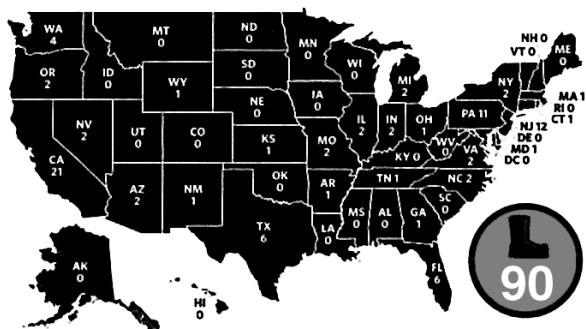 WA
4
MT
0
ND
0
MN
0
NH 0
VT 0
ME
0
OR
2
ID
0
WY
1
SD
0
WI
0
MI
2
NY
2
MA 1
RI 0
CT 1
NV
2
UT
0
CO
0
NE
0
IA
0
IL
2
IN
2
OH
1
PA 11
NJ 12
DE 0
MD 1
DC 0
CA
21
KS
1
MO
2
KY 0
WV
0
VA
2
AZ
2
NM
1
OK
0
AR
1
TN 1
NC 2
SC
0
TX
6
LA
0
MS
0
AL
0
GA
1
FL
6
AK
0
HI
0
90